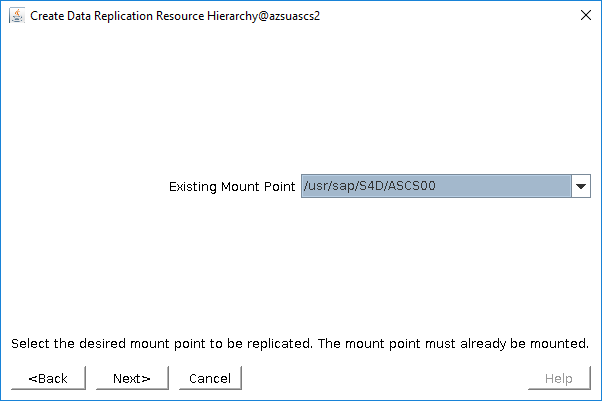 Create Data Replication Resource Hierarchy@azsuascs2
Existing Mount Point /usr/sap/S4D/ASCS00
Select the desired mount point to be replicated. The mount point must already be mounted.
<Back Next> Cancel Help